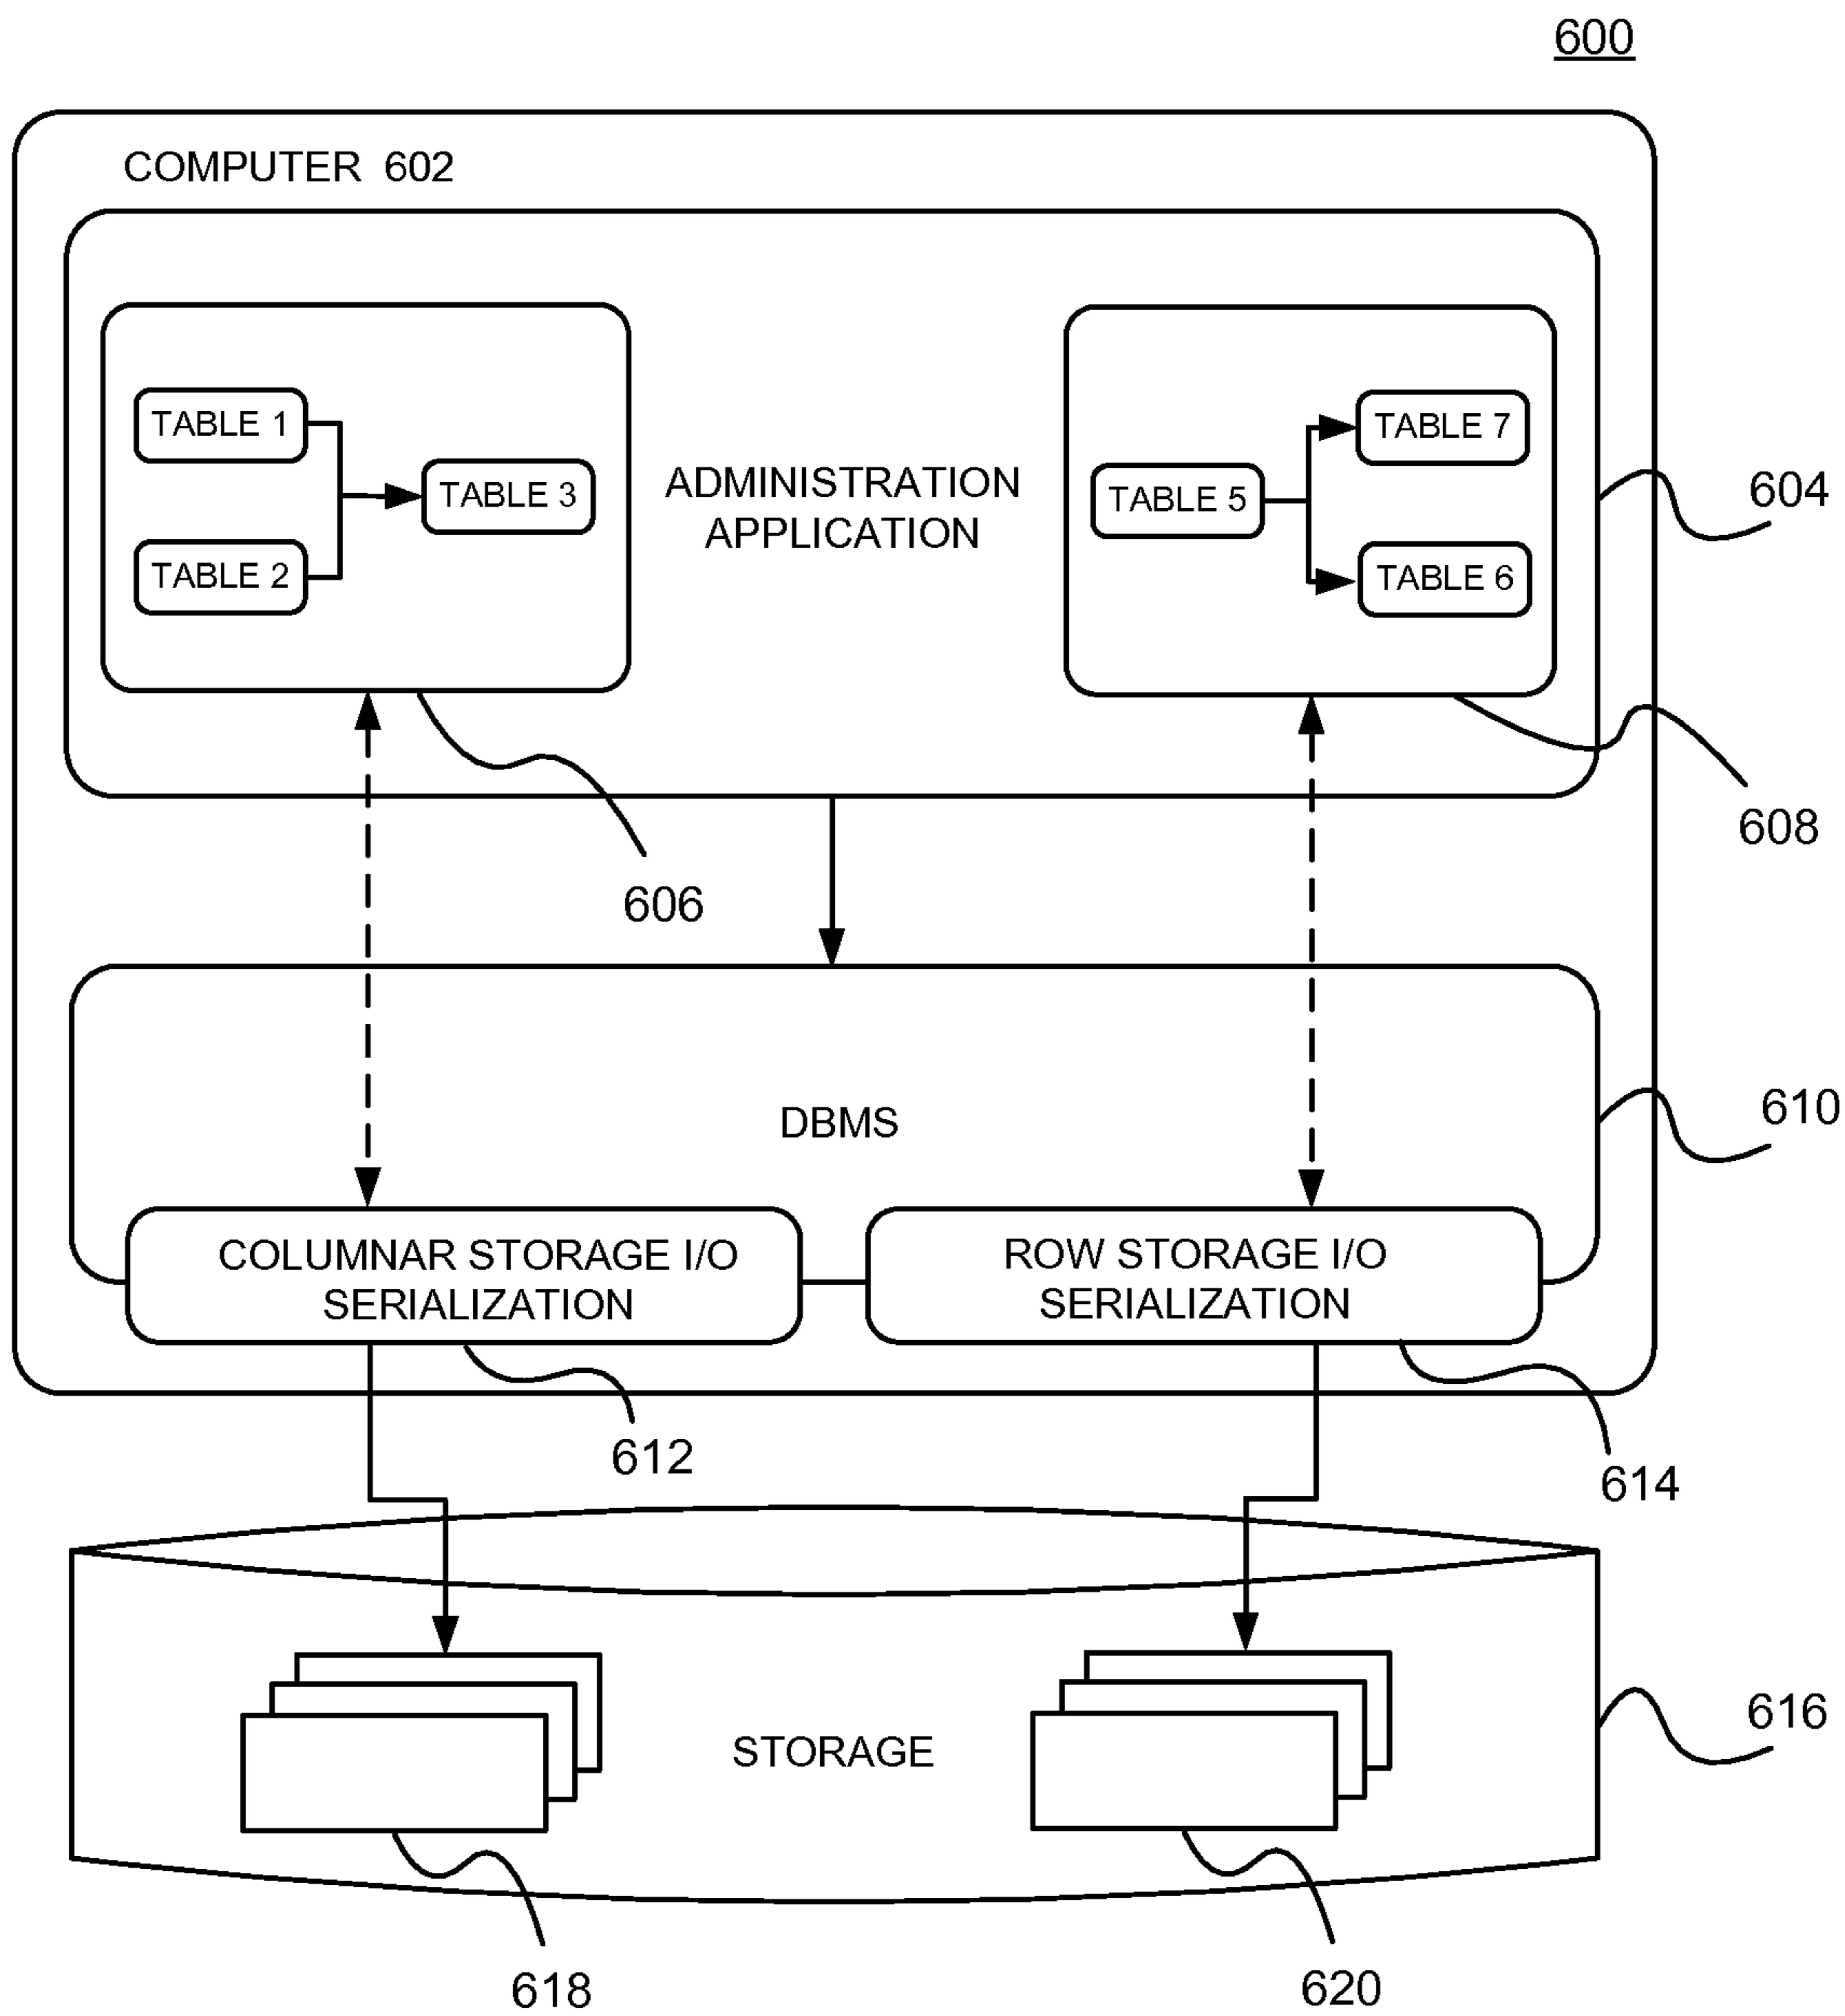 600
COMPUTER 602
TABLE 1
TABLE 2
TABLE 3
ADMINISTRATION
APPLICATION
TABLE 5
TABLE 7
TABLE 6
604
606
608
DBMS
610
COLUMNAR STORAGE I/O
SERIALIZATION
ROW STORAGE I/O
SERIALIZATION
612
614
STORAGE
616
618
620